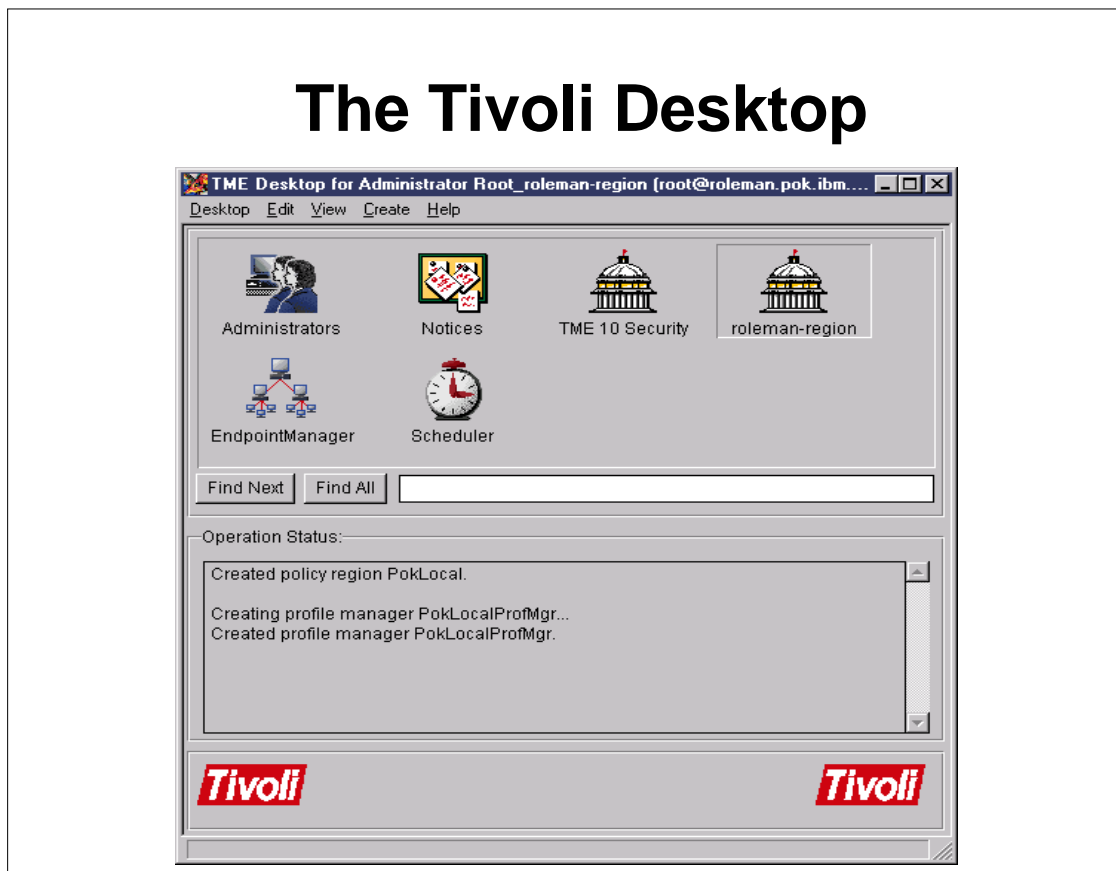 The Tivoli Desktop
TME Desktop for Administrator Root_roleman-region (root@roleman.pok.ibm....
Desktop Edit View Create Help
Administrators Notices TME 10 Security roleman-region
EndpointManager Scheduler
Find Next Find All
Operation Status:
Created policy region PokLocal.
Creating profile manager PokLocalProfMgr...
Created profile manager PokLocalProfMgr.
Tivoli Tivoli